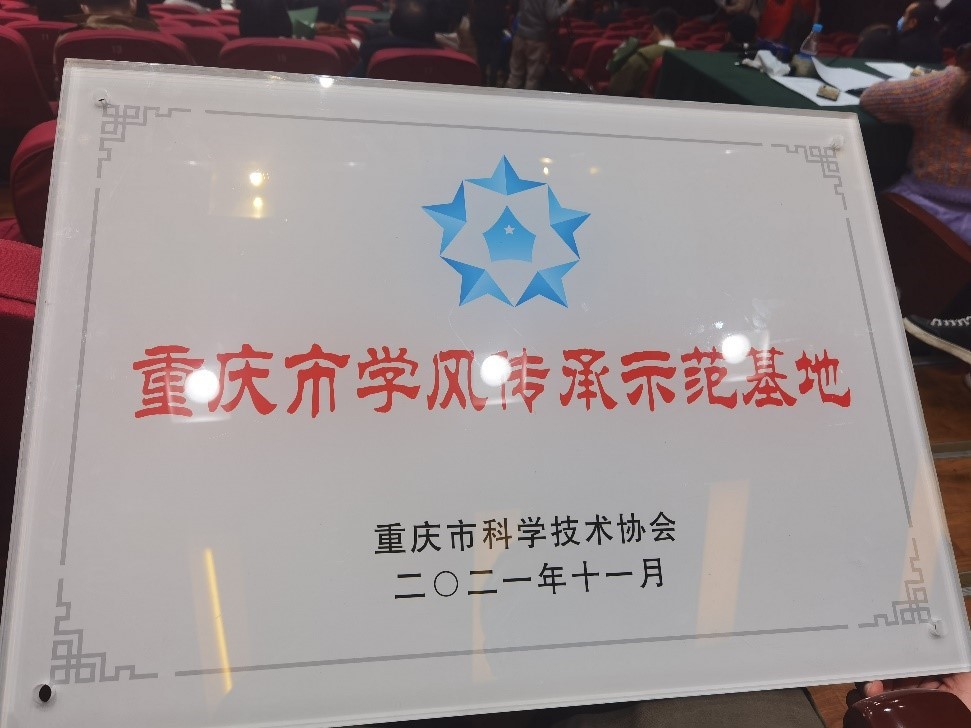 重庆市学风传承示范基地
重庆市科学技术协会
二〇二一年十一月